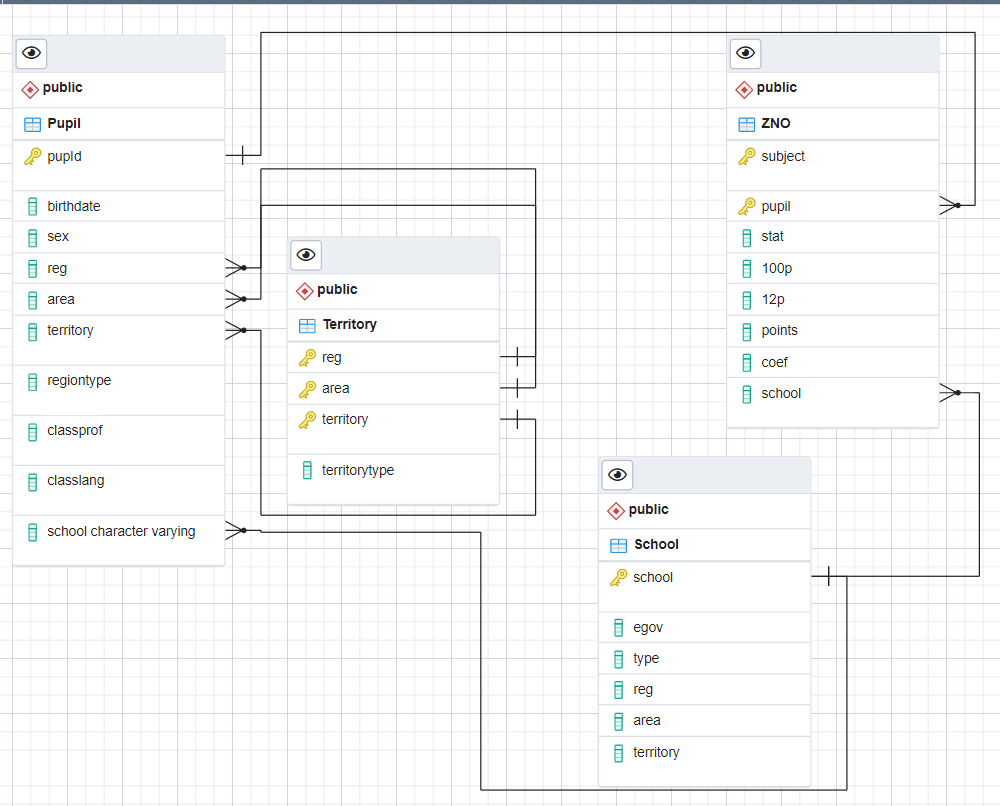 public
Pupil
pupId
birthdate
sex
reg
area
territory
regiontype
classprof
classlang
school character varying
public
Territory
reg
area
territory
territorytype
public
ZNO
subject
pupil
stat
100p
12p
points
coef
school
public
School
school
egov
type
reg
area
territory